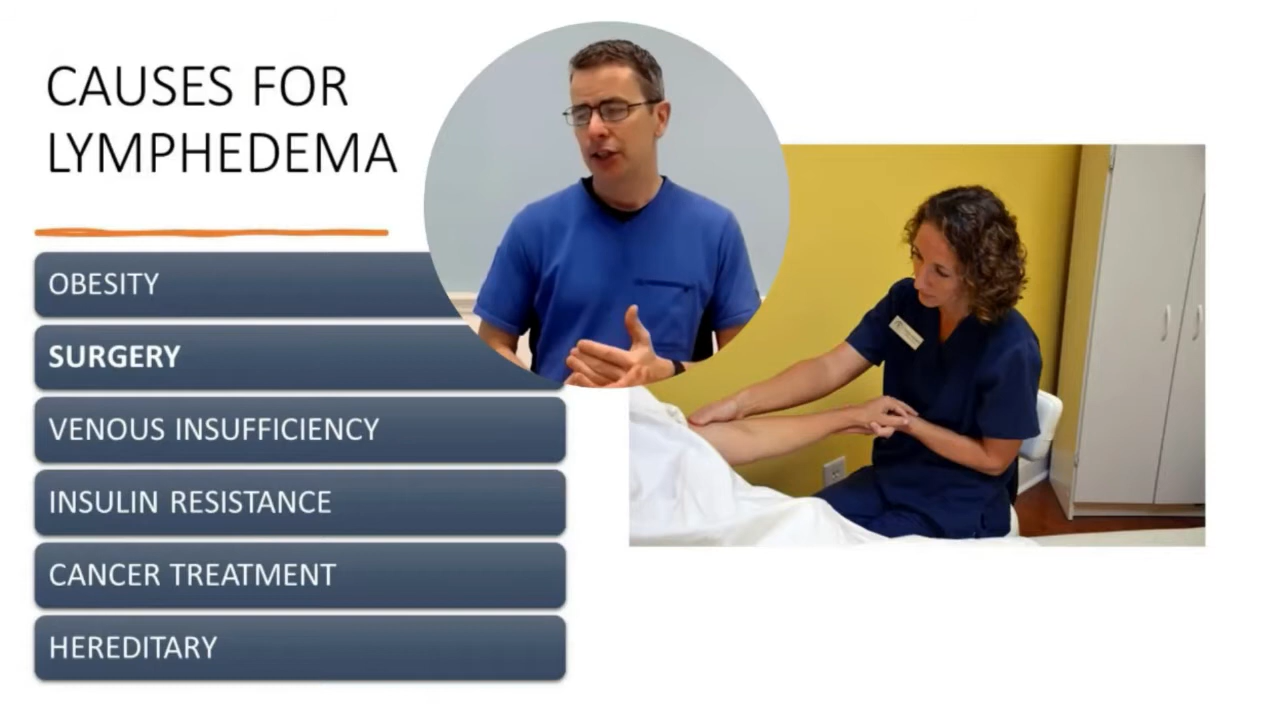 CAUSES FOR
LYMPHEDEMA
OBESITY
SURGERY
VENOUS INSUFFICIENCY
INSULIN RESISTANCE
CANCER TREATMENT
HEREDITARY